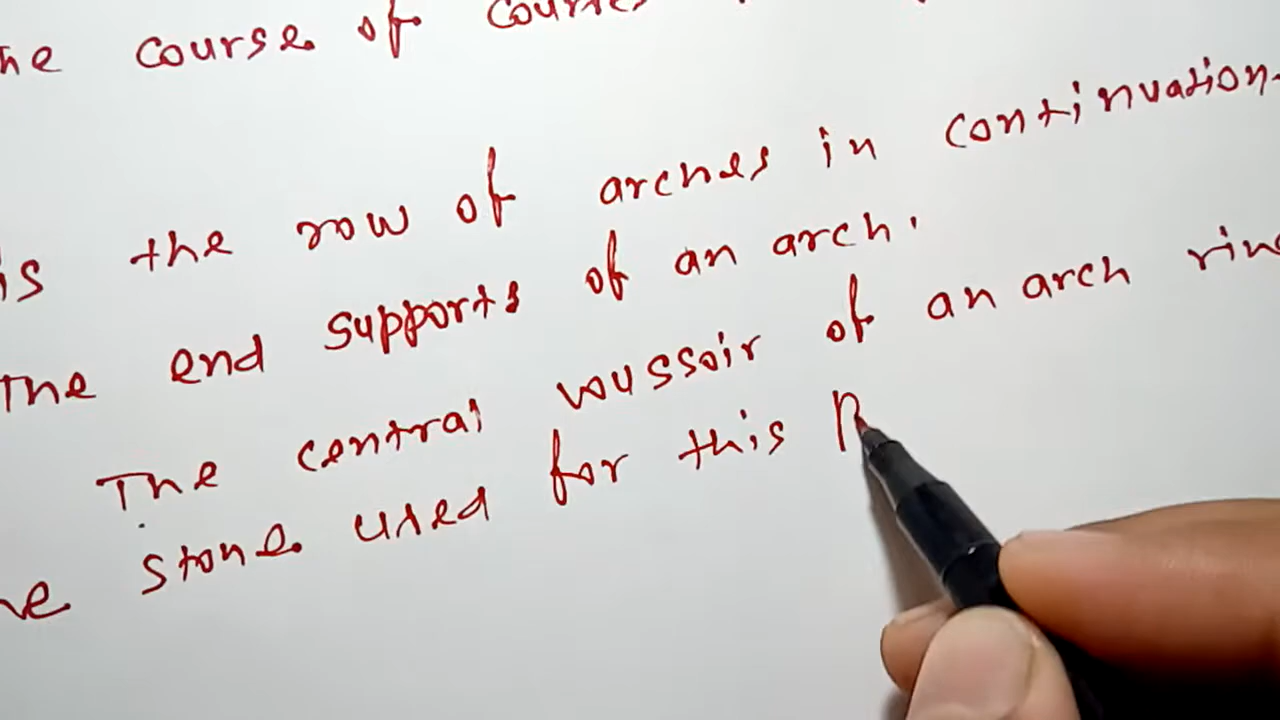 he course of
is the row of arches in continuation.
The end supports of an arch.
The central voussoir of an arch
stone used for this